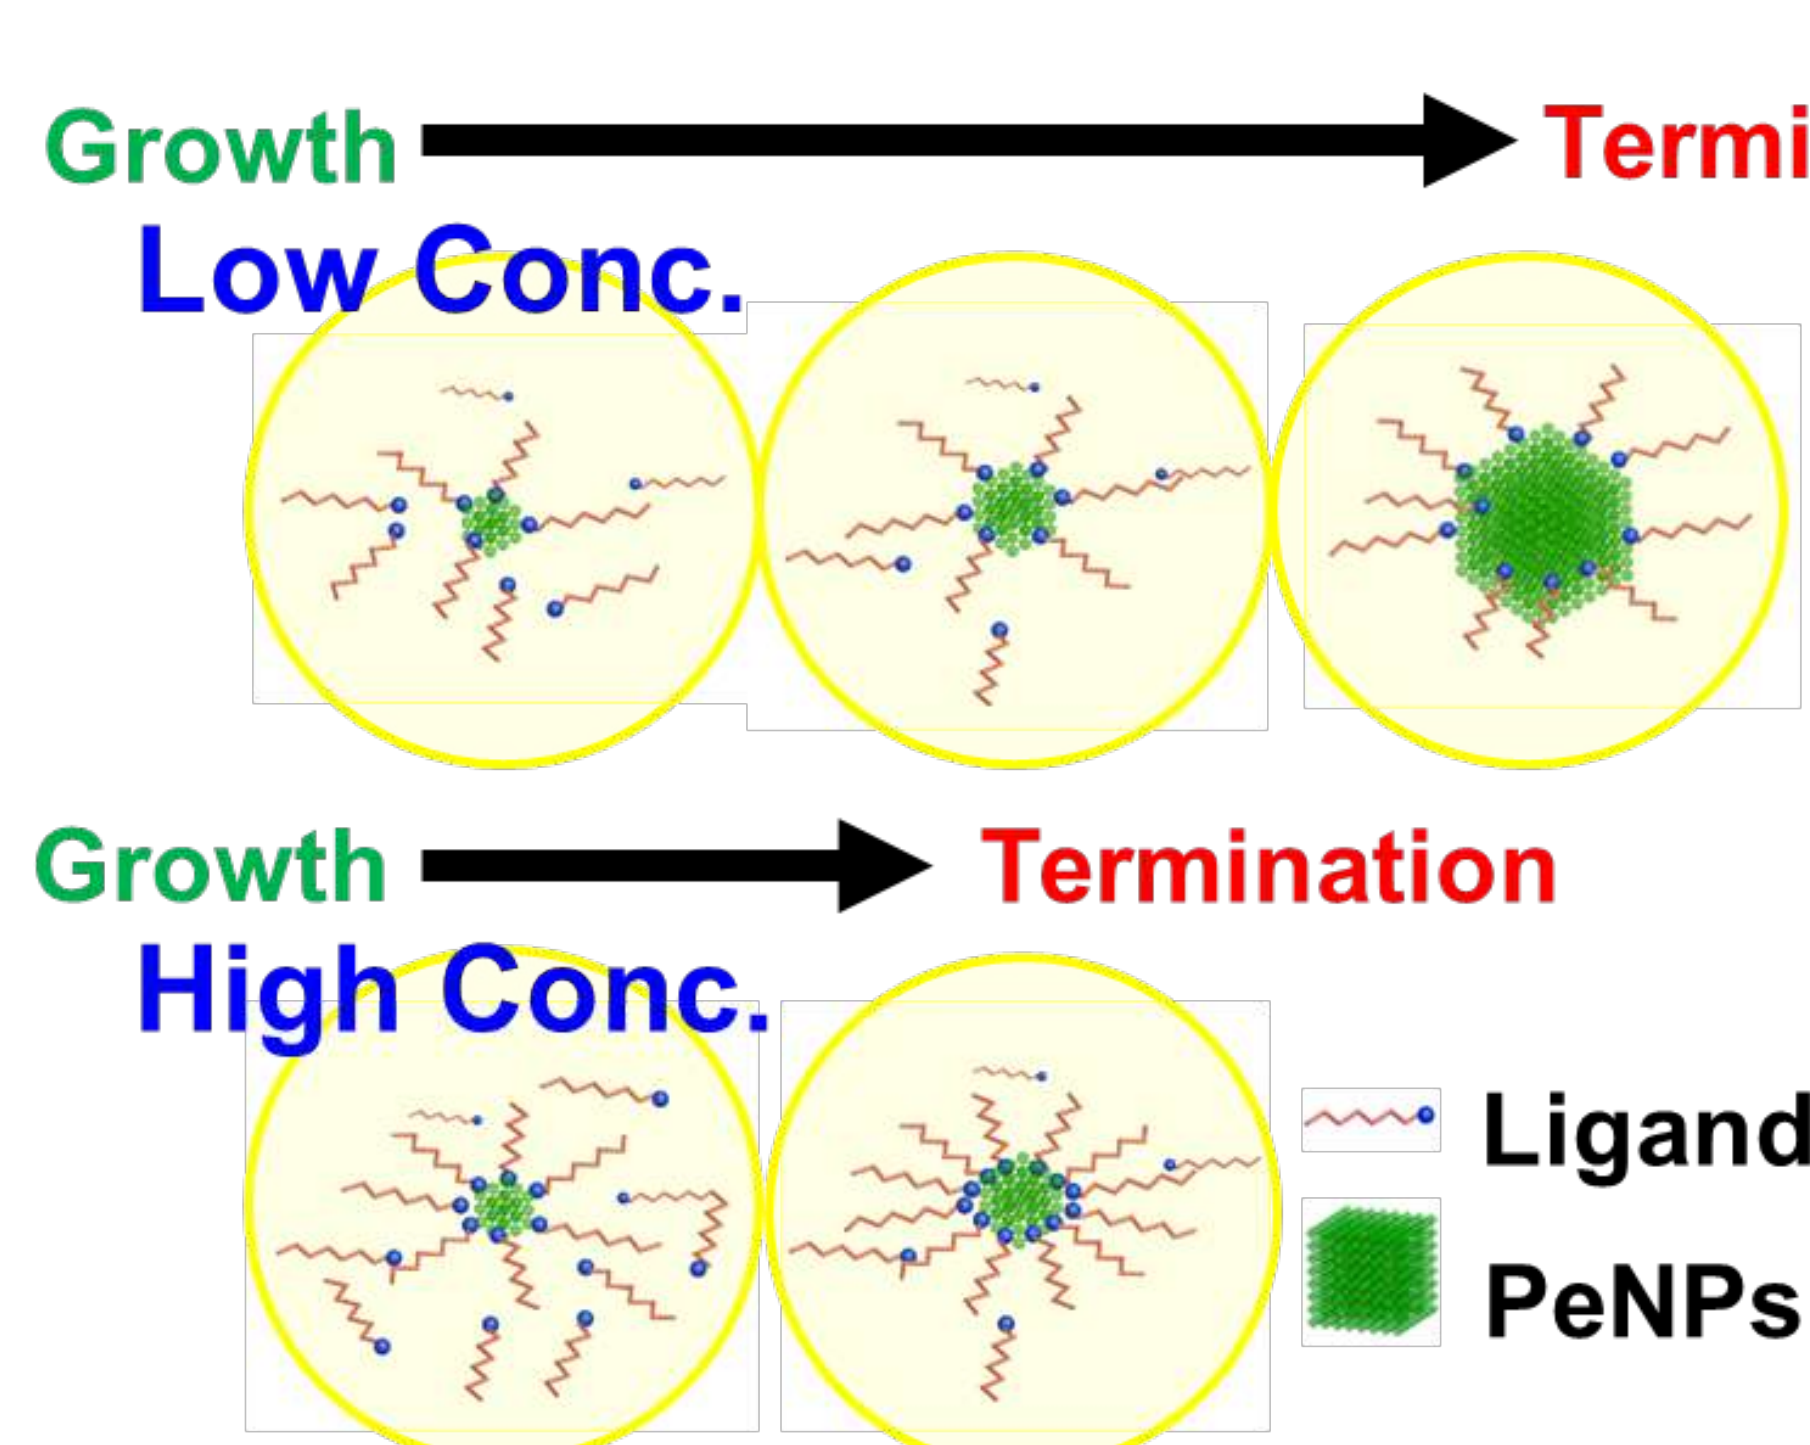 Growth Termi
Low Conc.
Growth Termination
High Conc.
Ligand
PeNPs